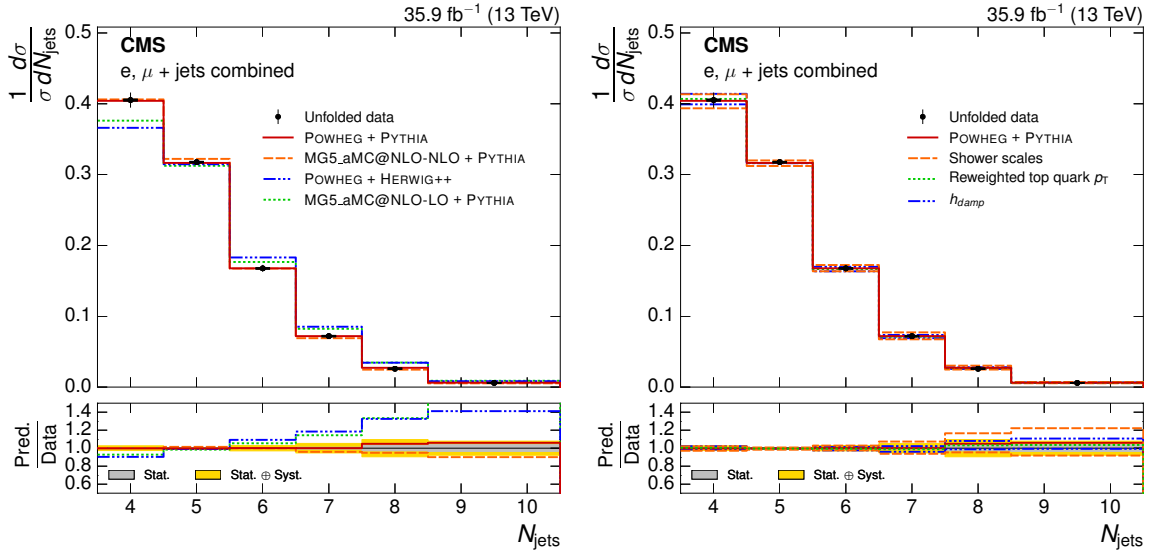 35.9 fb⁻¹ (13 TeV)
CMS
e, μ + jets combined
1/σ dσ/dN_jets
0.5
0.4
0.3
0.2
0.1
0.0
Unfolded data
POWHEG + PYTHIA
MG5_aMC@NLO-NLO + PYTHIA
POWHEG + HERWIG++
MG5_aMC@NLO-LO + PYTHIA
Pred.
Data
1.4
1.2
1.0
0.8
0.6
Stat.
Stat. ⊕ Syst.
4 5 6 7 8 9 10
N_jets
35.9 fb⁻¹ (13 TeV)
CMS
e, μ + jets combined
1/σ dσ/dN_jets
0.5
0.4
0.3
0.2
0.1
0.0
Unfolded data
POWHEG + PYTHIA
Shower scales
Reweighted top quark p_T
h_damp
Pred.
Data
1.4
1.2
1.0
0.8
0.6
Stat.
Stat. ⊕ Syst.
4 5 6 7 8 9 10
N_jets